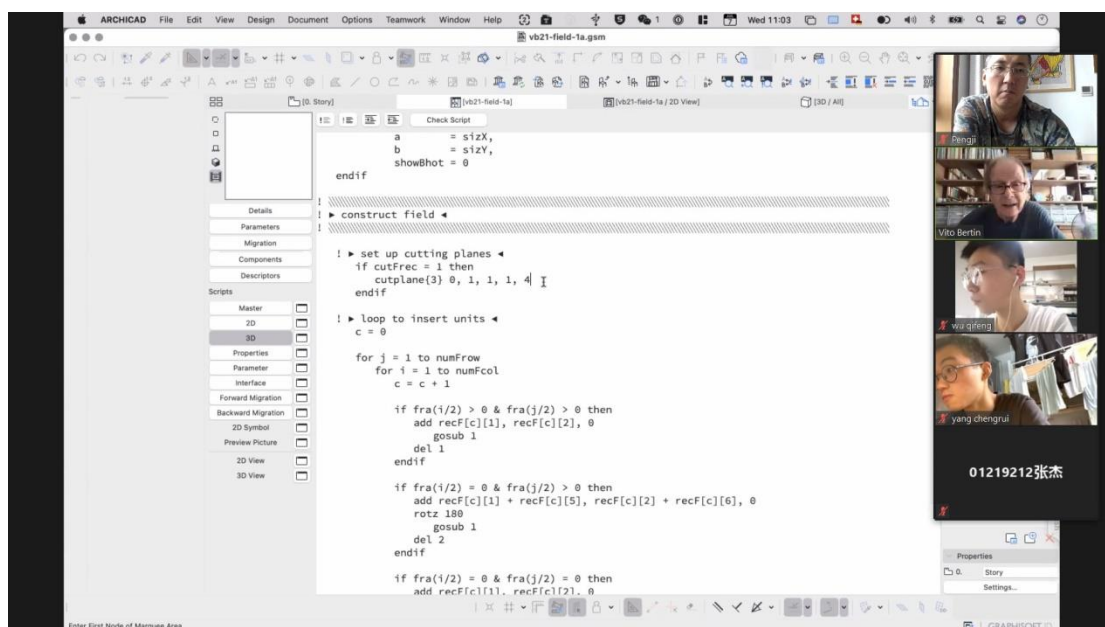 ARCHICAD File Edit View Design Document Options Teamwork Window Help
1
Wed 11:03
vb21-field-1a.gsm
[0. Story]
[vb21-field-1a]
[vb21-field-1a / 2D View]
[3D / All]
Check Script
Details
Parameters
Migration
Components
Descriptors
Scripts
Master
2D
3D
Properties
Parameter
Interface
Forward Migration
Backward Migration
2D Symbol
Preview Picture
2D View
3D View
a = sizX,
b = sizY,
showBhot = 0
endif
! ► construct field ◄
!
! ► set up cutting planes ◄
if cutFrec = 1 then
cutplane{3} 0, 1, 1, 1, 4
endif
! ► loop to insert units ◄
c = 0
for j = 1 to numFrow
for i = 1 to numFcol
c = c + 1
if fra(i/2) > 0 & fra(j/2) > 0 then
add recF[c][1], recF[c][2], 0
gosub 1
del 1
endif
if fra(i/2) = 0 & fra(j/2) > 0 then
add recF[c][1] + recF[c][5], recF[c][2] + recF[c][6], 0
rotz 180
gosub 1
del 2
endif
if fra(i/2) = 0 & fra(j/2) = 0 then
add recF[c][1], recF[c][2], 0
Pengji
Vito Bertin
wu qifeng
yang chengrui
01219212张杰
Properties
0. Story
Settings...
Enter First Node of Marquee Area
GRAPHISOFT